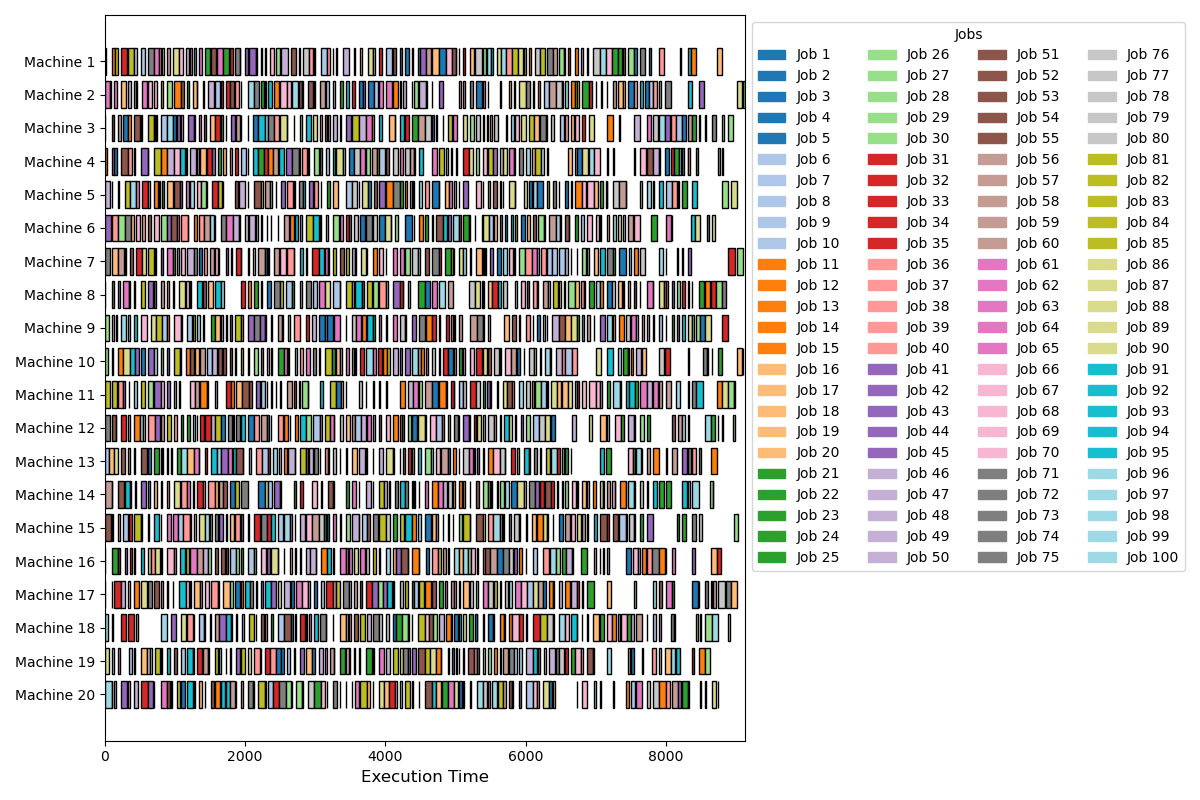 Machine 1
Machine 2
Machine 3
Machine 4
Machine 5
Machine 6
Machine 7
Machine 8
Machine 9
Machine 10
Machine 11
Machine 12
Machine 13
Machine 14
Machine 15
Machine 16
Machine 17
Machine 18
Machine 19
Machine 20
0 2000 4000 6000 8000
Execution Time
Jobs
Job 1 Job 26 Job 51 Job 76
Job 2 Job 27 Job 52 Job 77
Job 3 Job 28 Job 53 Job 78
Job 4 Job 29 Job 54 Job 79
Job 5 Job 30 Job 55 Job 80
Job 6 Job 31 Job 56 Job 81
Job 7 Job 32 Job 57 Job 82
Job 8 Job 33 Job 58 Job 83
Job 9 Job 34 Job 59 Job 84
Job 10 Job 35 Job 60 Job 85
Job 11 Job 36 Job 61 Job 86
Job 12 Job 37 Job 62 Job 87
Job 13 Job 38 Job 63 Job 88
Job 14 Job 39 Job 64 Job 89
Job 15 Job 40 Job 65 Job 90
Job 16 Job 41 Job 66 Job 91
Job 17 Job 42 Job 67 Job 92
Job 18 Job 43 Job 68 Job 93
Job 19 Job 44 Job 69 Job 94
Job 20 Job 45 Job 70 Job 95
Job 21 Job 46 Job 71 Job 96
Job 22 Job 47 Job 72 Job 97
Job 23 Job 48 Job 73 Job 98
Job 24 Job 49 Job 74 Job 99
Job 25 Job 50 Job 75 Job 100